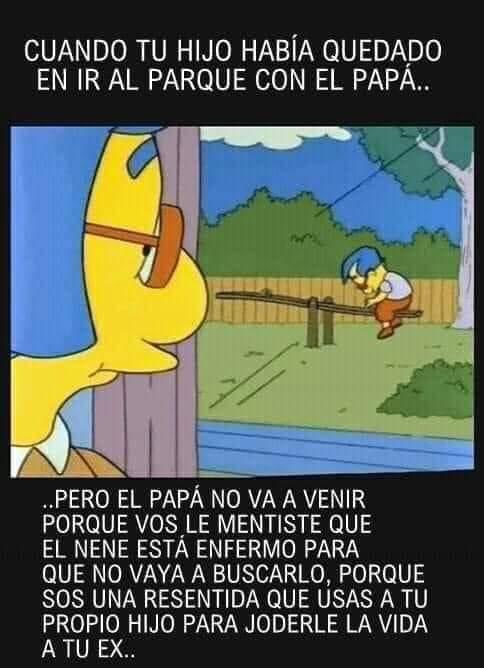 CUANDO TU HIJO HABÍA QUEDADO
EN IR AL PARQUE CON EL PAPÁ..
..PERO EL PAPÁ NO VA A VENIR
PORQUE VOS LE MENTISTE QUE
EL NENE ESTÁ ENFERMO PARA
QUE NO VAYA A BUSCARLO, PORQUE
SOS UNA RESENTIDA QUE USAS A TU
PROPIO HIJO PARA JODERLE LA VIDA
A TU EX..